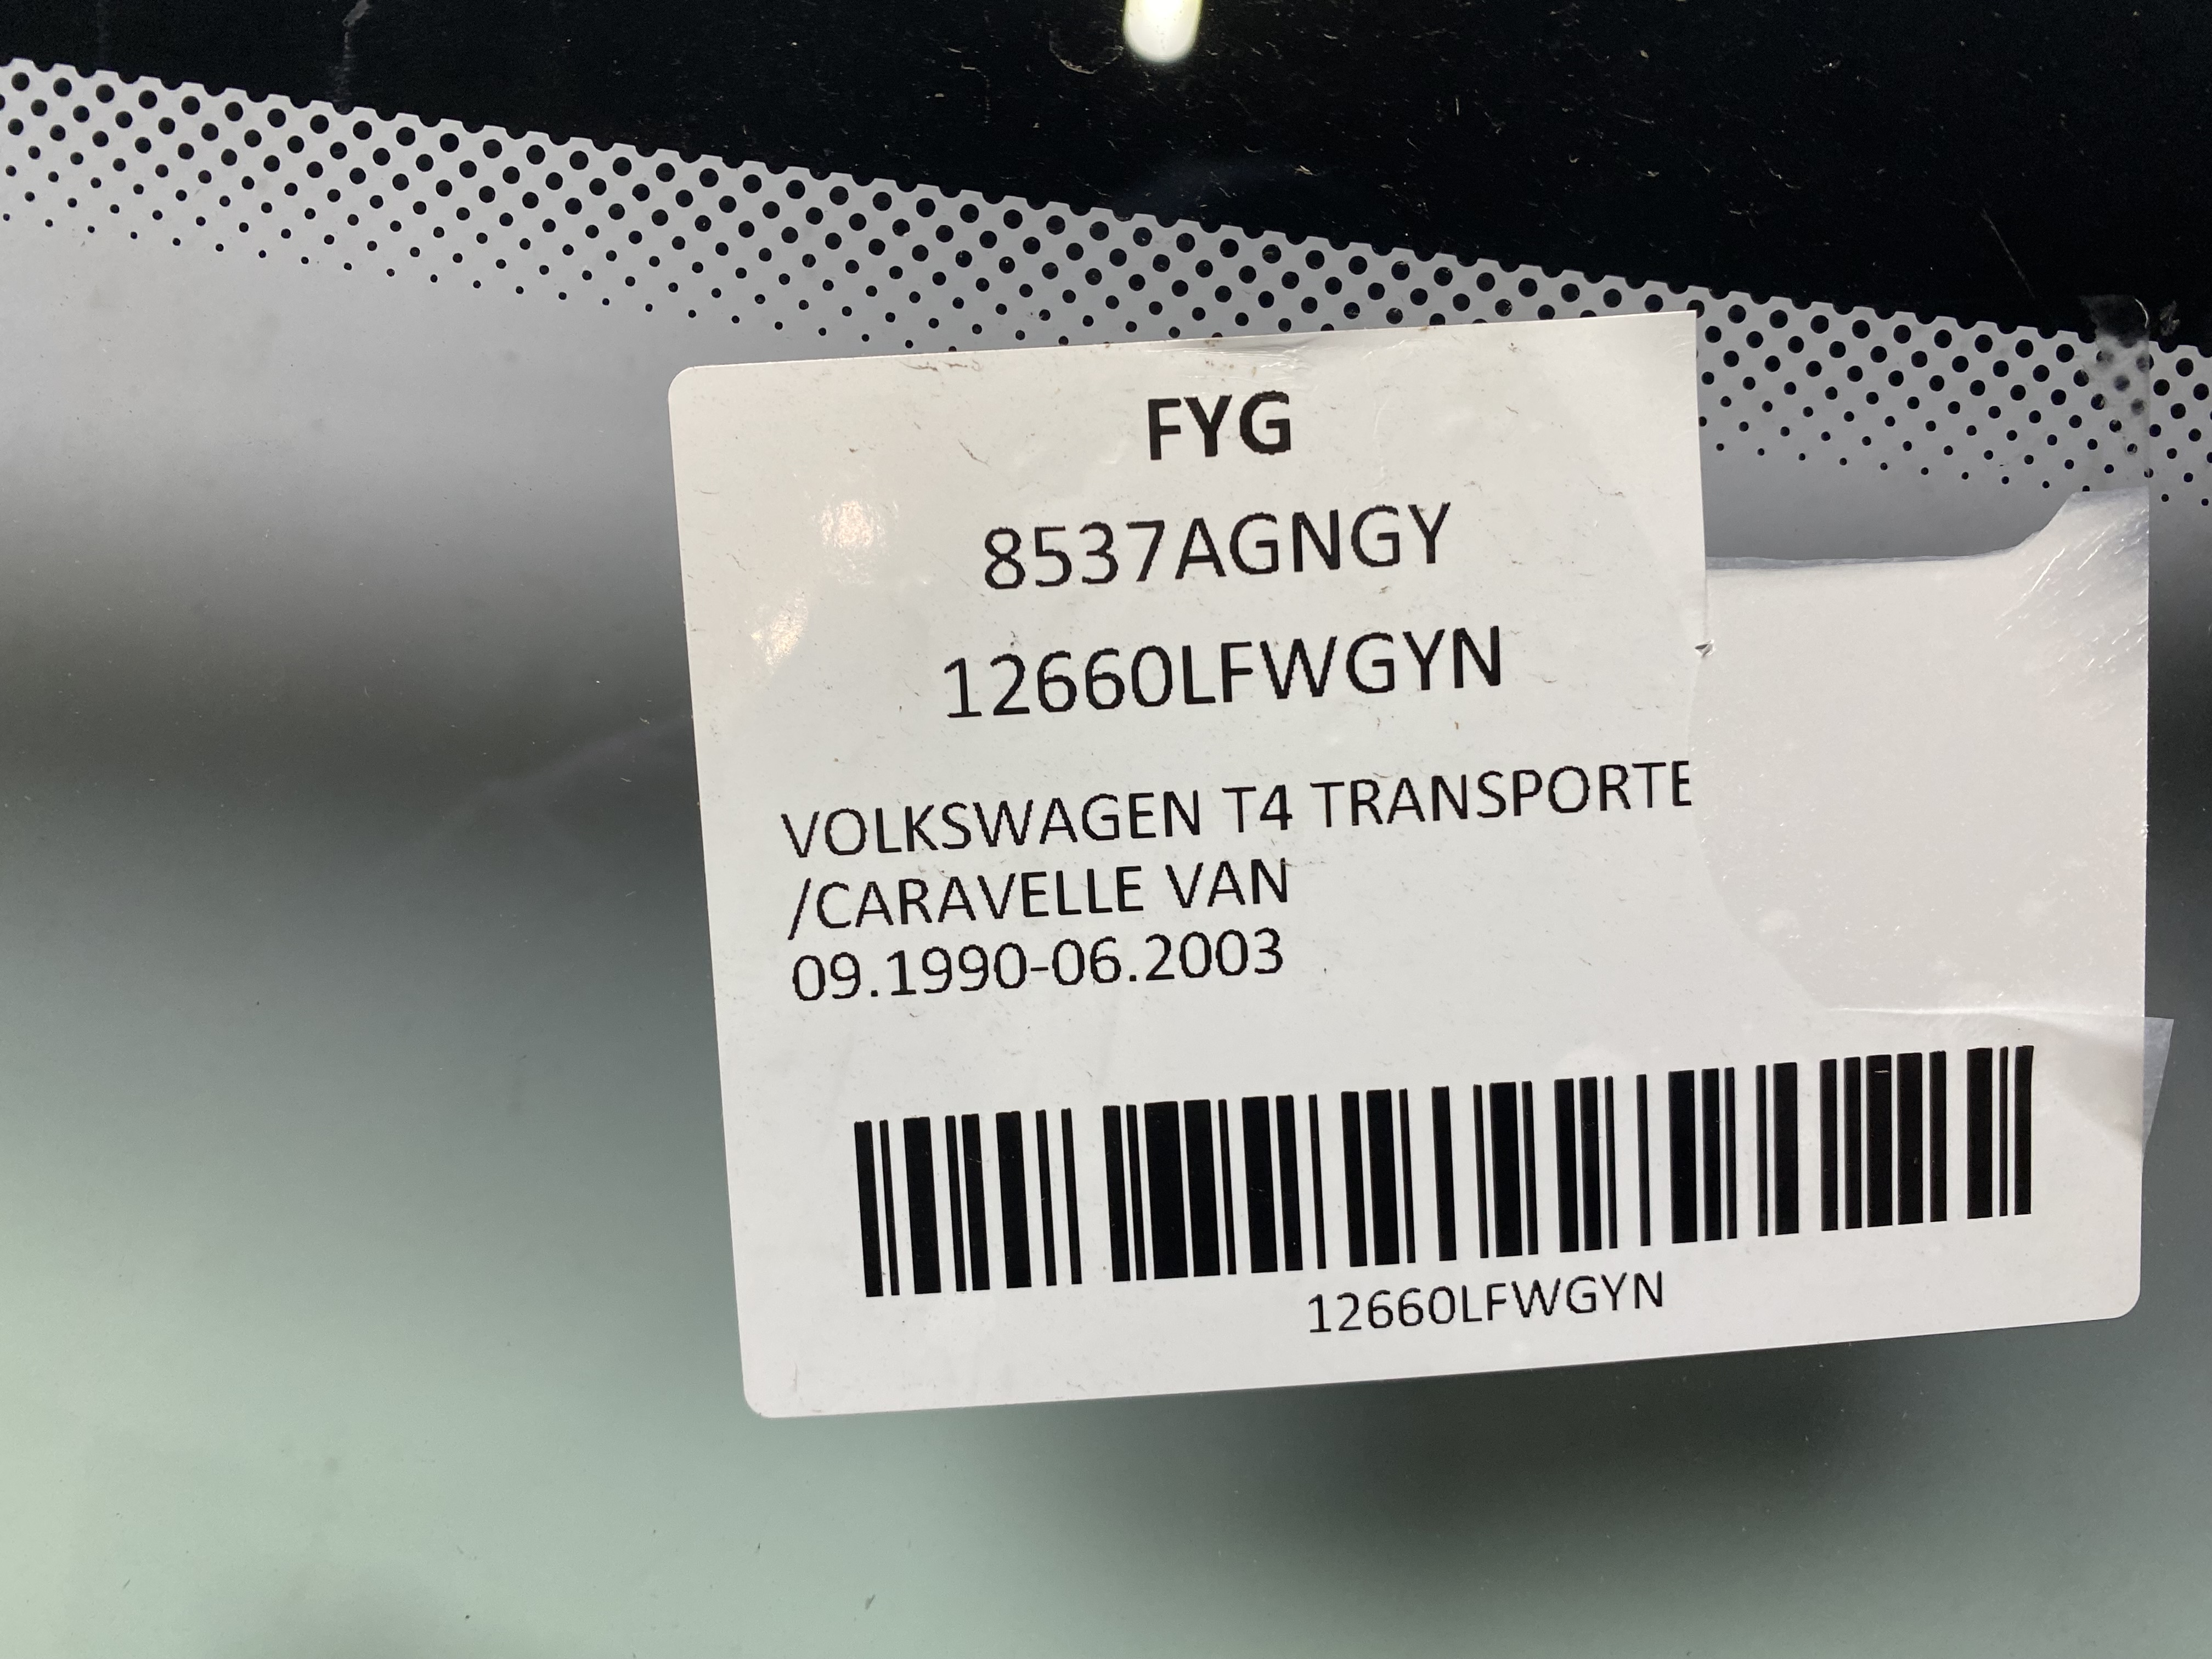 FYG
8537AGNGY
12660LFWGYN
VOLKSWAGEN T4 TRANSPORTE
/CARAVELLE VAN
09.1990-06.2003
12660LFWGYN